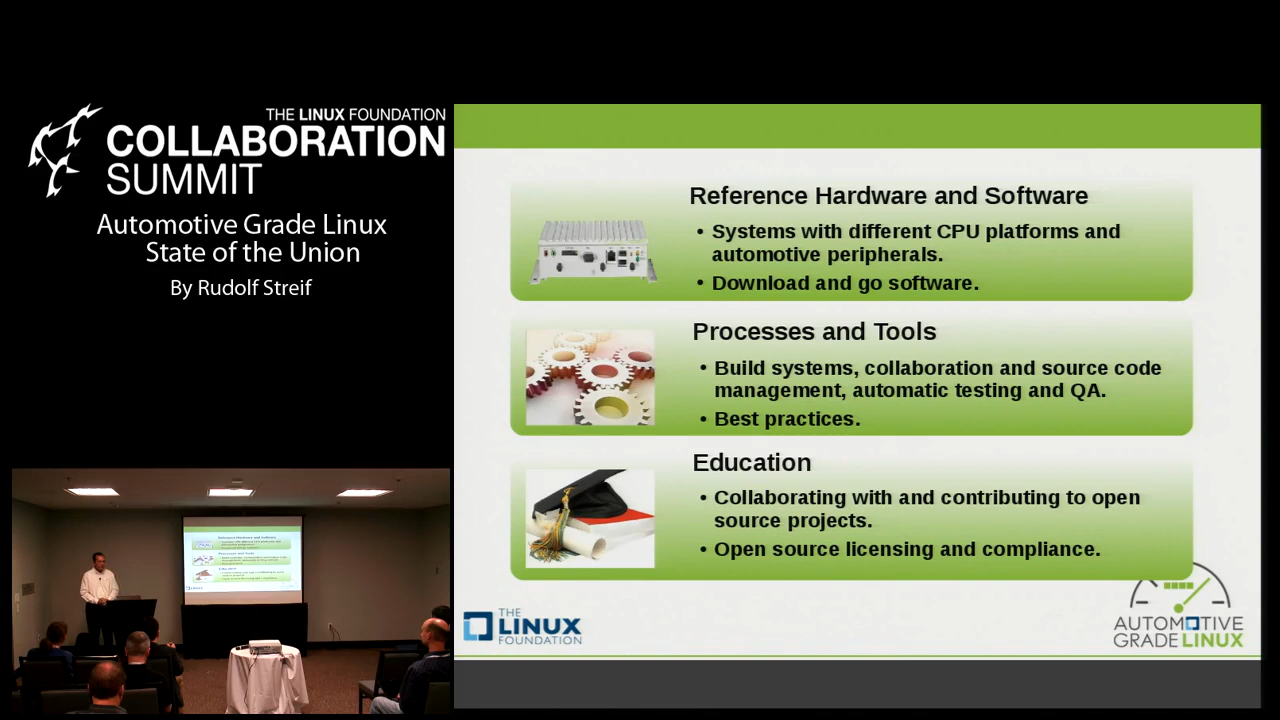 THE LINUX FOUNDATION
COLLABORATION
SUMMIT
Automotive Grade Linux
State of the Union
By Rudolf Streif
Reference Hardware and Software
• Systems with different CPU platforms and
automotive peripherals.
• Download and go software.
Processes and Tools
• Build systems, collaboration and source code
management, automatic testing and QA.
• Best practices.
Education
• Collaborating with and contributing to open
source projects.
• Open source licensing and compliance.
THE
LINUX
FOUNDATION
AUTOMOTIVE
GRADE LINUX